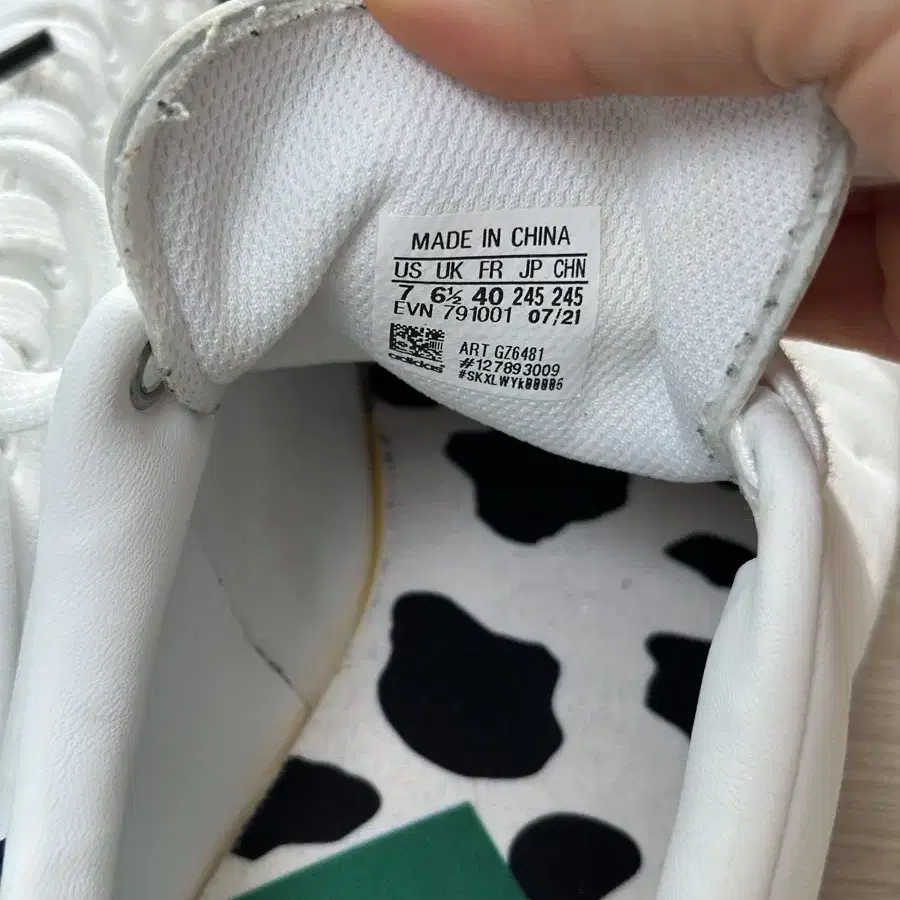 MADE IN CHINA
US UK FR JP CHN
7 6½ 40 245 245
EVN 791001 07/21
adidas
ART GZ6481
#127893009